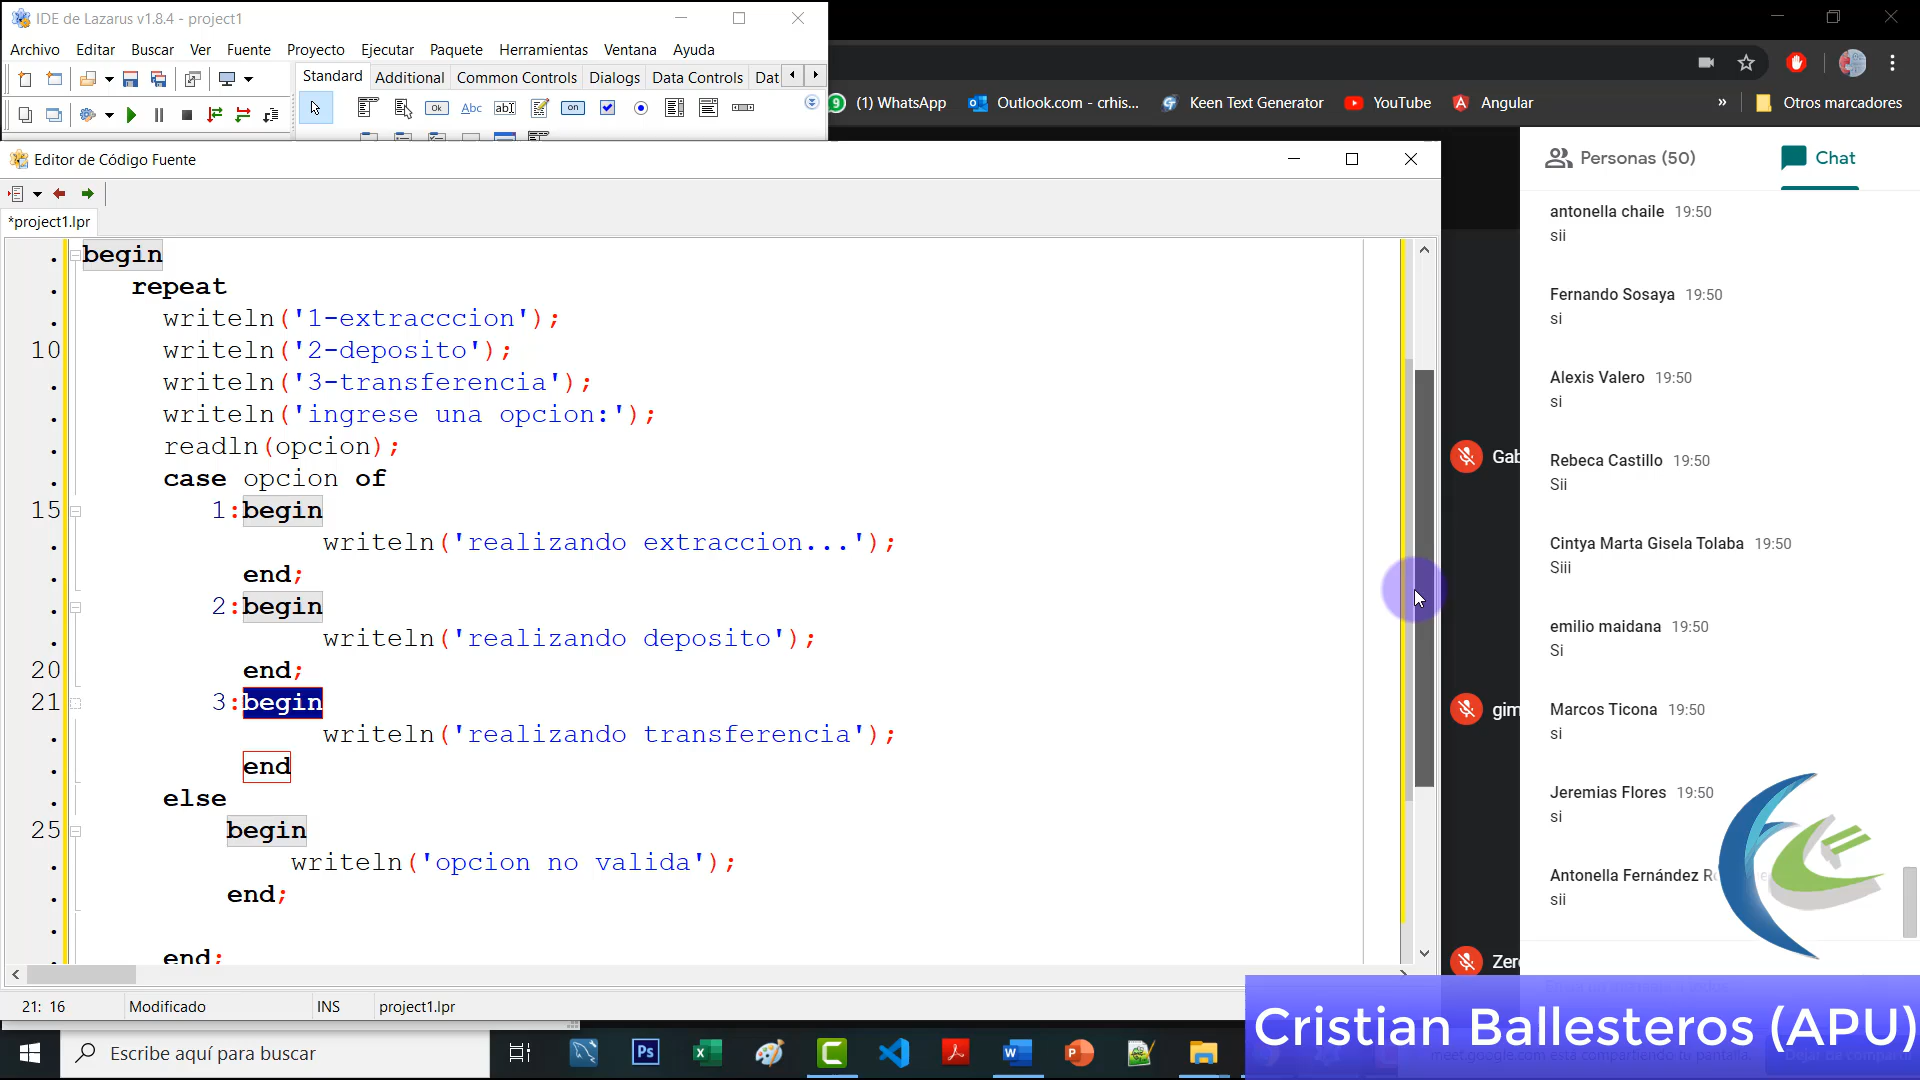 IDE de Lazarus v1.8.4 - project1
Archivo Editar Buscar Ver Fuente Proyecto Ejecutar Paquete Herramientas Ventana Ayuda
Standard Additional Common Controls Dialogs Data Controls Dat
Ok Abc ab on
(1) WhatsApp Outlook.com - crhis... Keen Text Generator YouTube Angular » Otros marcadores
Editor de Código Fuente
*project1.lpr
begin
repeat
writeln('1-extracccion');
10 writeln('2-deposito');
writeln('3-transferencia');
writeln('ingrese una opcion:');
readln(opcion);
case opcion of
15 1:begin
writeln('realizando extraccion...');
end;
2:begin
writeln('realizando deposito');
20 end;
21 3:begin
writeln('realizando transferencia');
end
else
25 begin
writeln('opcion no valida');
end;
end;
21: 16 Modificado INS project1.lpr
Gab
gim
Zer
Personas (50) Chat
antonella chaile 19:50
sii
Fernando Sosaya 19:50
si
Alexis Valero 19:50
si
Rebeca Castillo 19:50
Sii
Cintya Marta Gisela Tolaba 19:50
Siii
emilio maidana 19:50
Si
Marcos Ticona 19:50
si
Jeremias Flores 19:50
si
Antonella Fernández
sii
Cristian Ballesteros (APU)
Escribe aquí para buscar
Ps